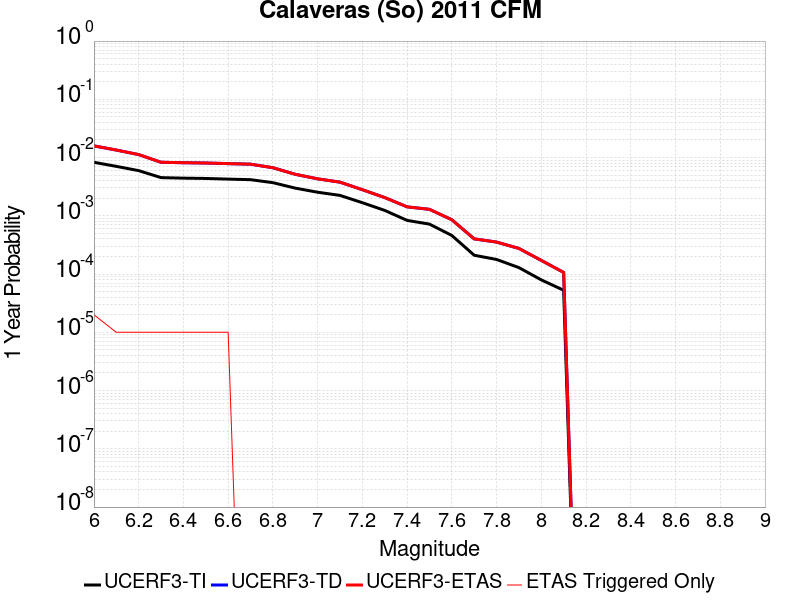 Calaveras (So) 2011 CFM
10^0
10^-1
10^-2
10^-3
10^-4
10^-5
10^-6
10^-7
10^-8
1 Year Probability
6 6.2 6.4 6.6 6.8 7 7.2 7.4 7.6 7.8 8 8.2 8.4 8.6 8.8 9
Magnitude
UCERF3-TI UCERF3-TD UCERF3-ETAS ETAS Triggered Only